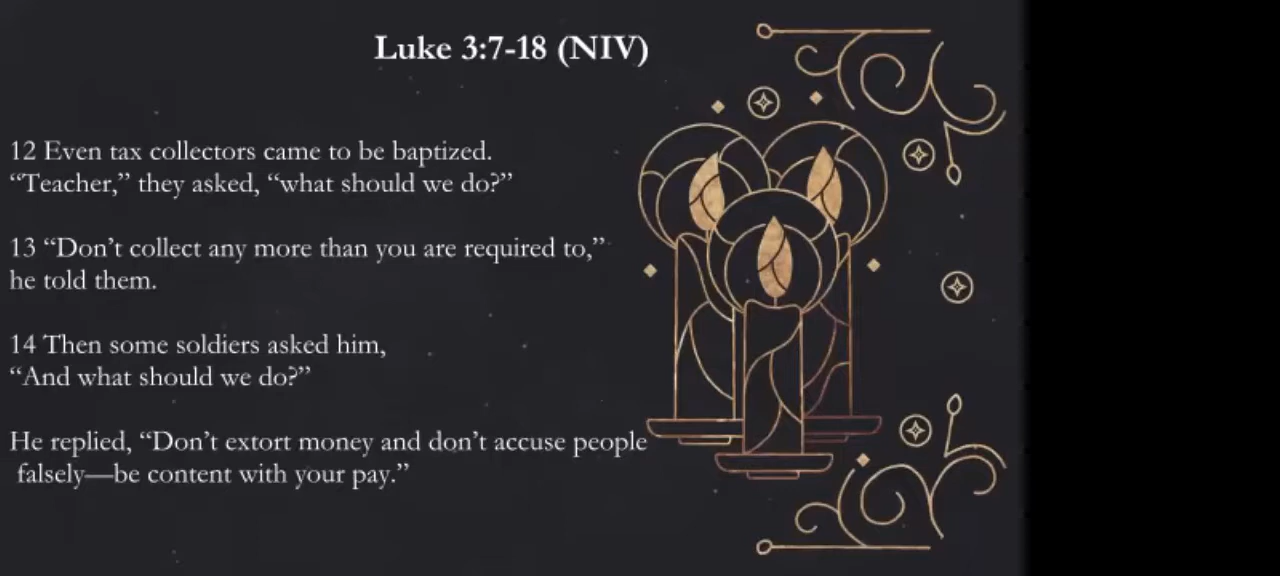 Luke 3:7-18 (NIV)
12 Even tax collectors came to be baptized.
“Teacher,” they asked, “what should we do?”
13 “Don’t collect any more than you are required to,”
he told them.
14 Then some soldiers asked him,
“And what should we do?”
He replied, “Don’t extort money and don’t accuse people
falsely—be content with your pay.”